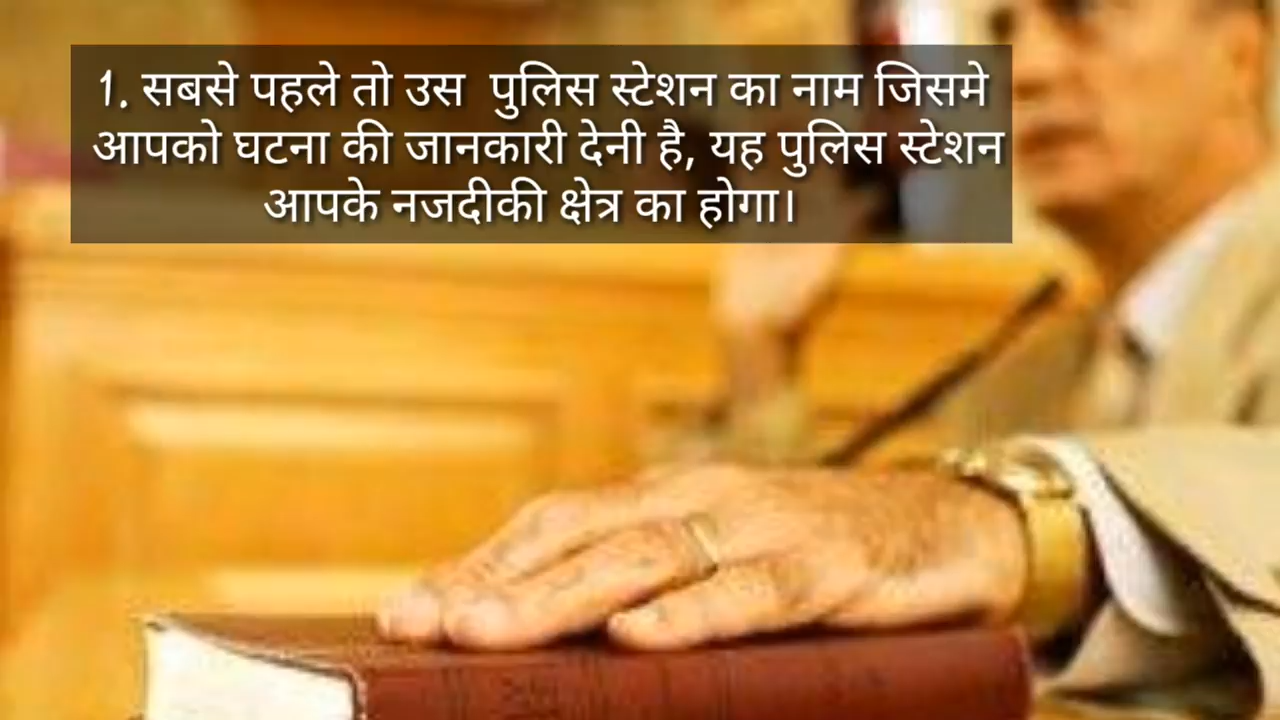 1. सबसे पहले तो उस पुलिस स्टेशन का नाम जिसमे
आपको घटना की जानकारी देनी है, यह पुलिस स्टेशन
आपके नजदीकी क्षेत्र का होगा।